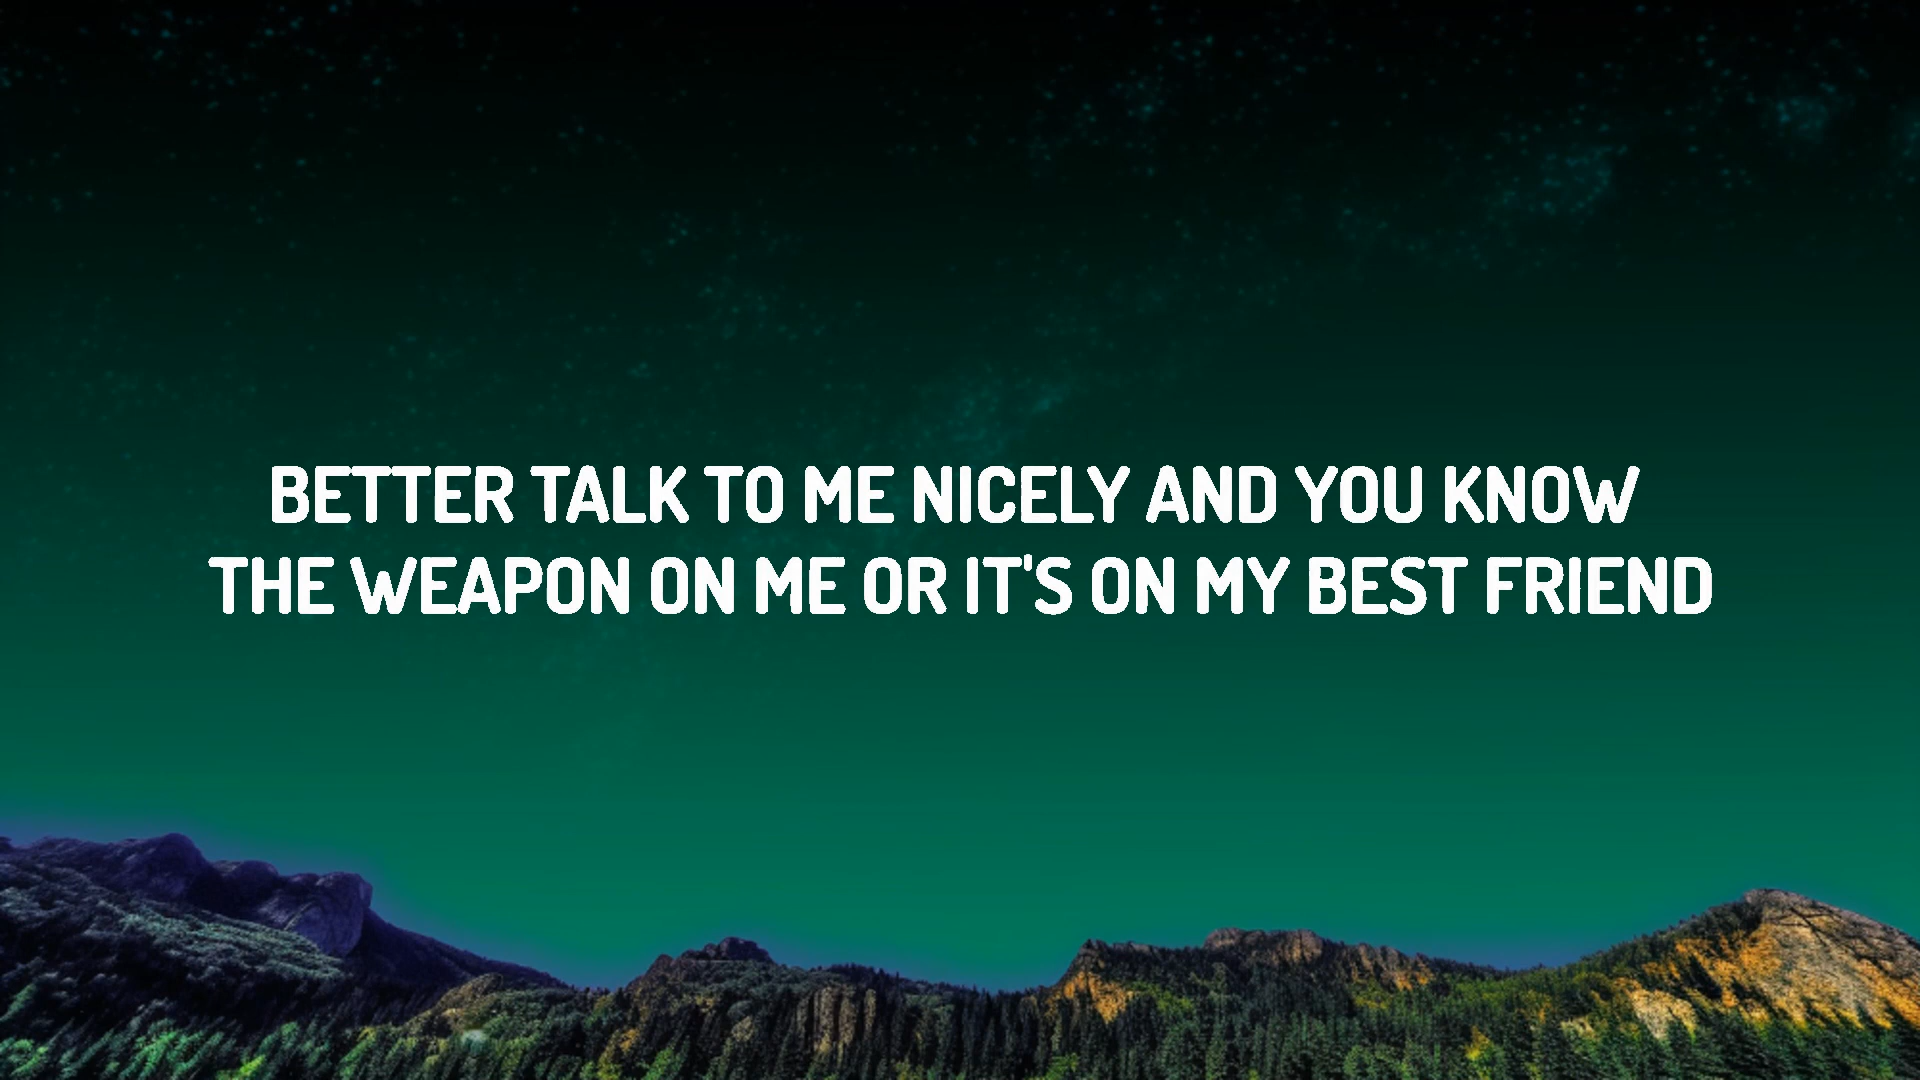 BETTER TALK TO ME NICELY AND YOU KNOW
THE WEAPON ON ME OR IT'S ON MY BEST FRIEND